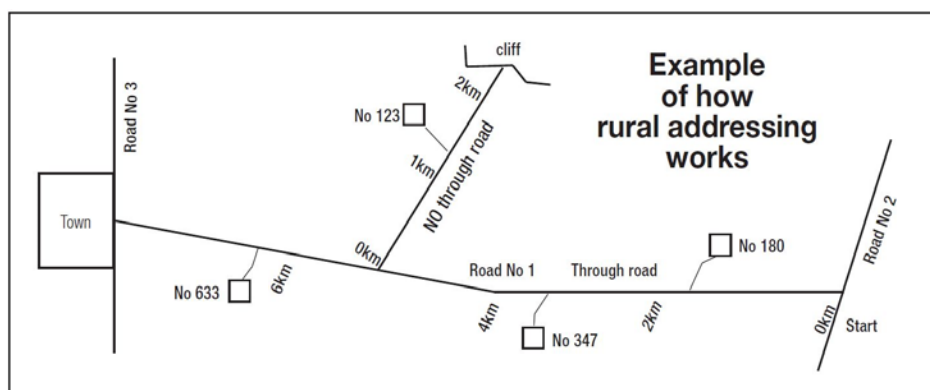 Example
of how
rural addressing
works
cliff
2km
No 123
1km
NO through road
0km
Road No 3
Town
No 633
6km
Road No 1
Through road
No 180
4km
No 347
2km
0km
Start
Road No 2